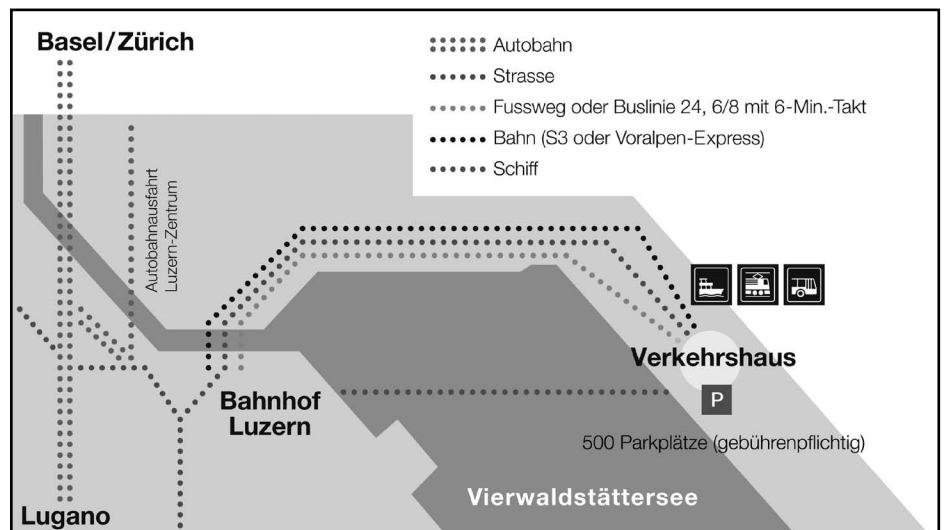 Basel/Zürich
Autobahn
Strasse
Fussweg oder Buslinie 24, 6/8 mit 6-Min.-Takt
Bahn (S3 oder Voralpen-Express)
Schiff
Autobahnausfahrt
Luzern-Zentrum
Verkehrshaus
P
Bahnhof
Luzern
500 Parkplätze (gebührenpflichtig)
Vierwaldstättersee
Lugano